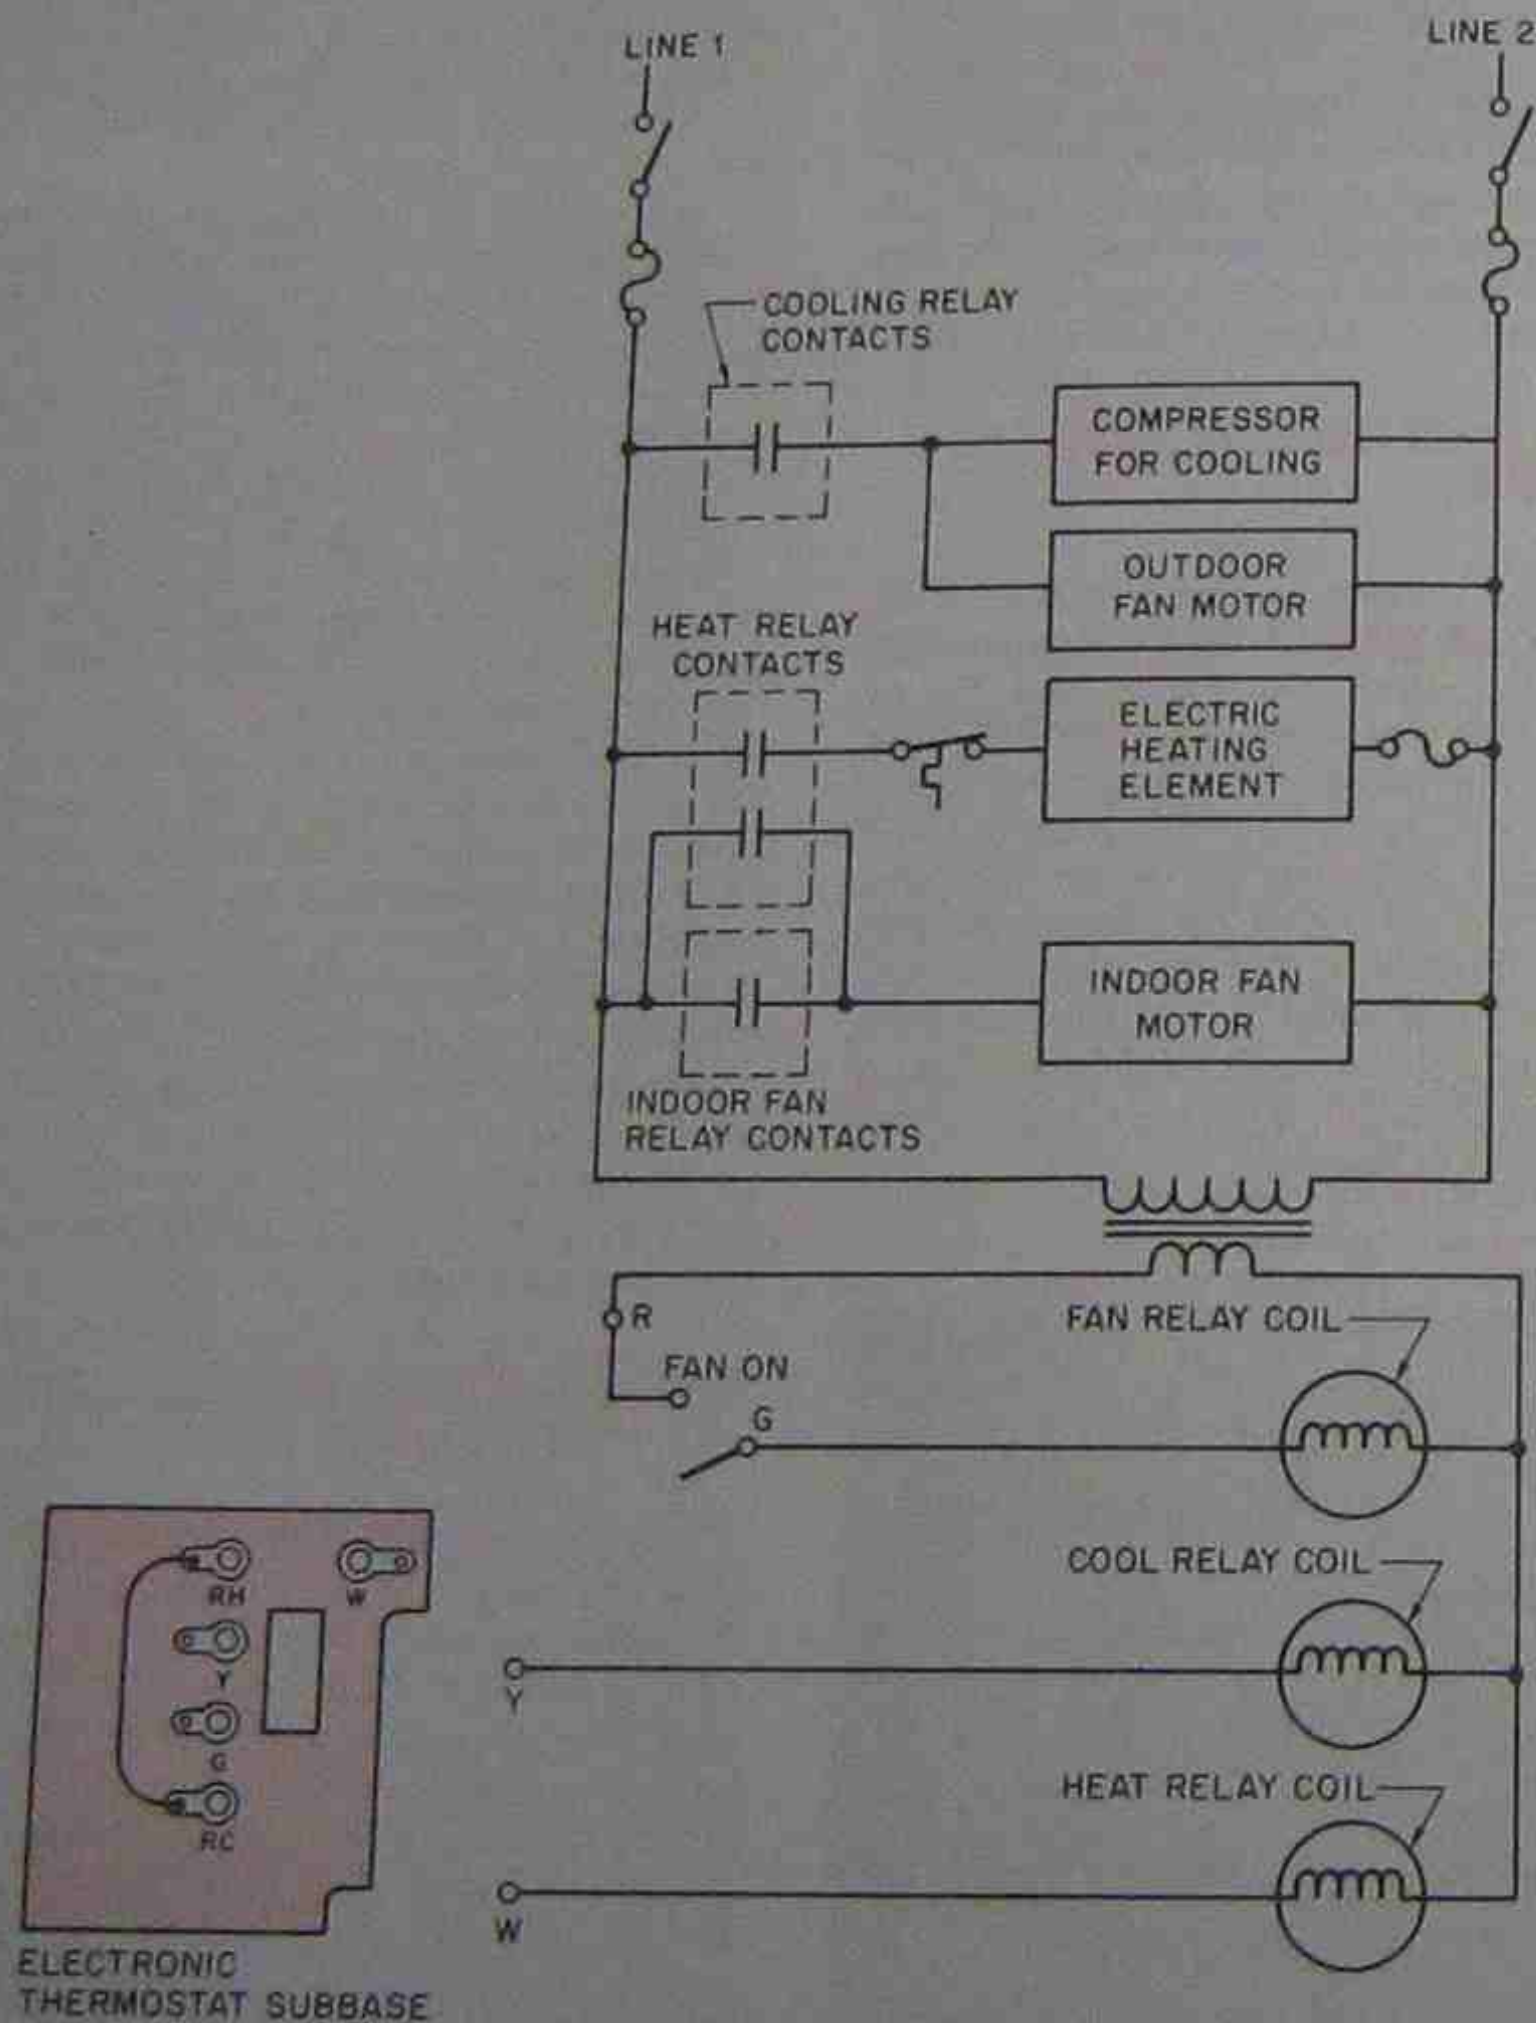 LINE 1
LINE 2
COOLING RELAY
CONTACTS
COMPRESSOR
FOR COOLING
OUTDOOR
FAN MOTOR
HEAT RELAY
CONTACTS
ELECTRIC
HEATING
ELEMENT
INDOOR FAN
MOTOR
INDOOR FAN
RELAY CONTACTS
R
FAN RELAY COIL
FAN ON
G
COOL RELAY COIL
RH
W
Y
G
RC
Y
HEAT RELAY COIL
W
ELECTRONIC
THERMOSTAT SUBBASE